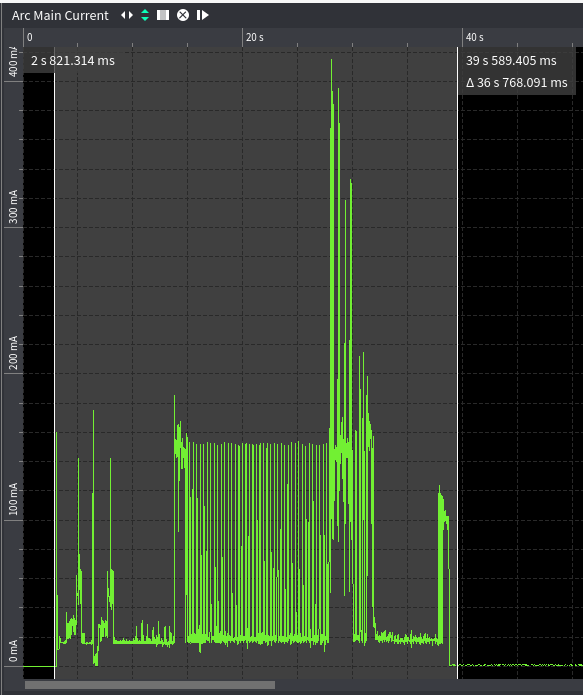 Arc Main Current
0
20 s
40 s
2 s 821.314 ms
39 s 589.405 ms
Δ 36 s 768.091 ms
400 mA
300 mA
200 mA
100 mA
0 mA